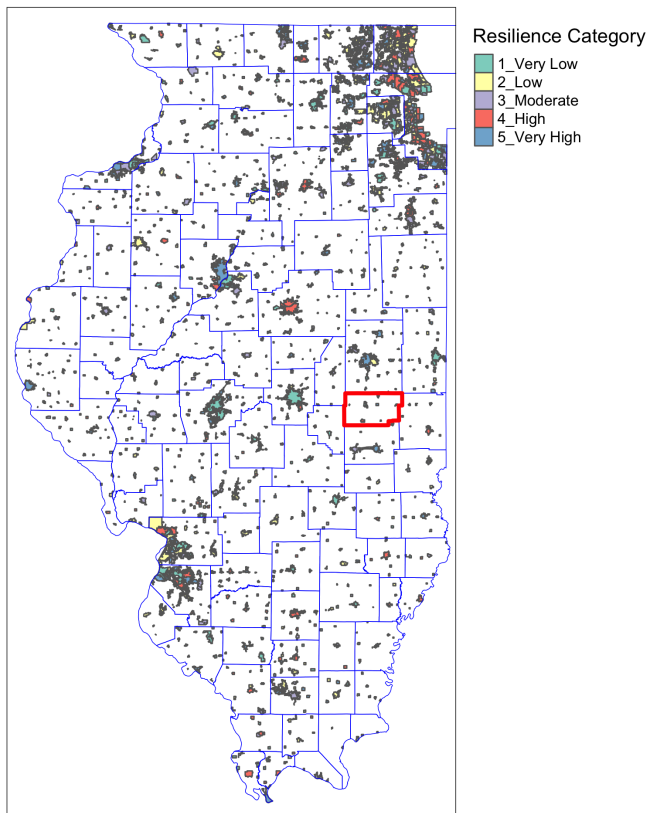 Resilience Category
1_Very Low
2_Low
3_Moderate
4_High
5_Very High